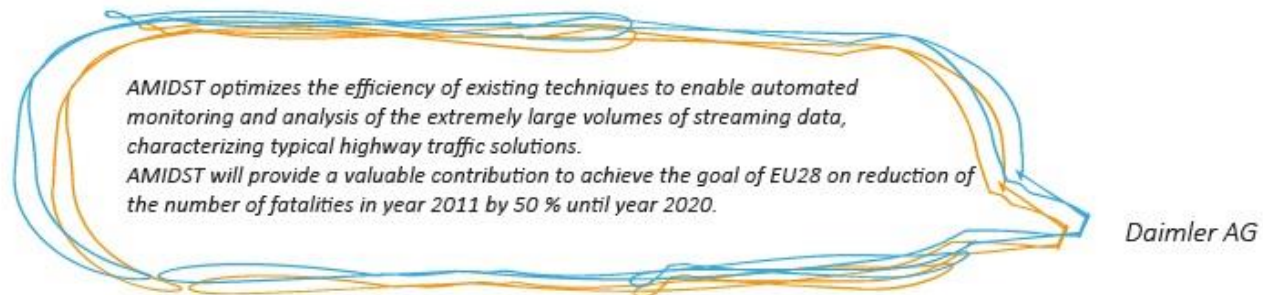 AMIDST optimizes the efficiency of existing techniques to enable automated
monitoring and analysis of the extremely large volumes of streaming data,
characterizing typical highway traffic solutions.
AMIDST will provide a valuable contribution to achieve the goal of EU28 on reduction of
the number of fatalities in year 2011 by 50 % until year 2020.
Daimler AG